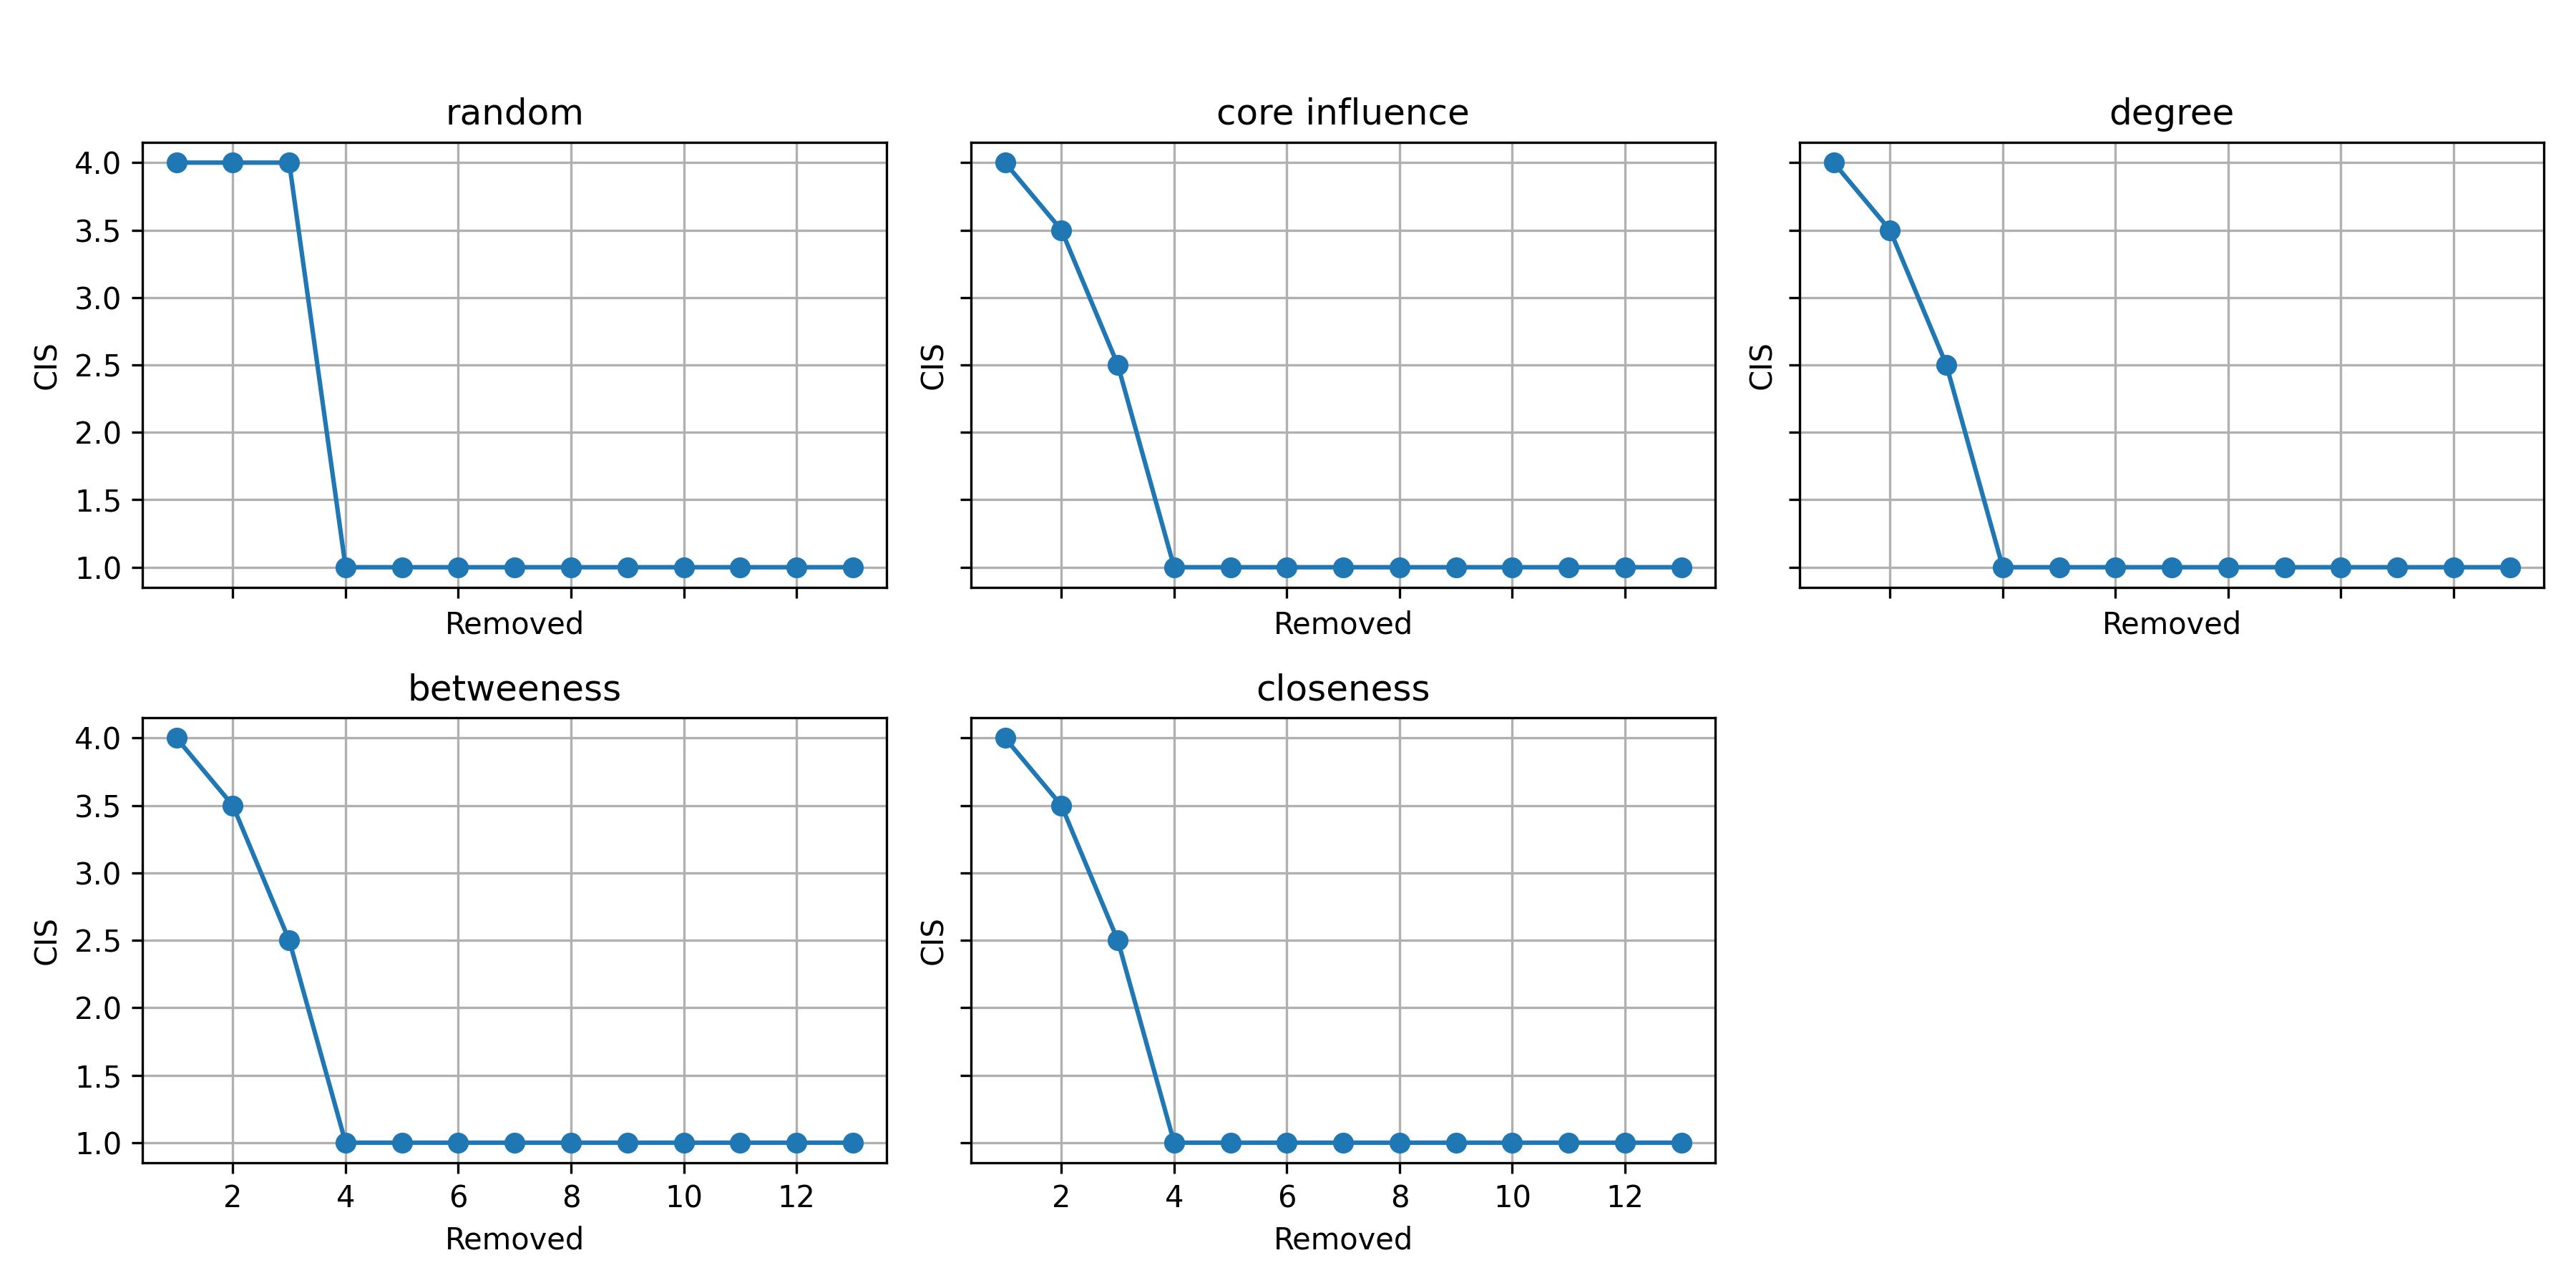 random
4.0
3.5
3.0
2.5
2.0
1.5
1.0
CIS
Removed
core influence
CIS
Removed
degree
CIS
Removed
betweeness
4.0
3.5
3.0
2.5
2.0
1.5
1.0
CIS
2 4 6 8 10 12
Removed
closeness
CIS
2 4 6 8 10 12
Removed